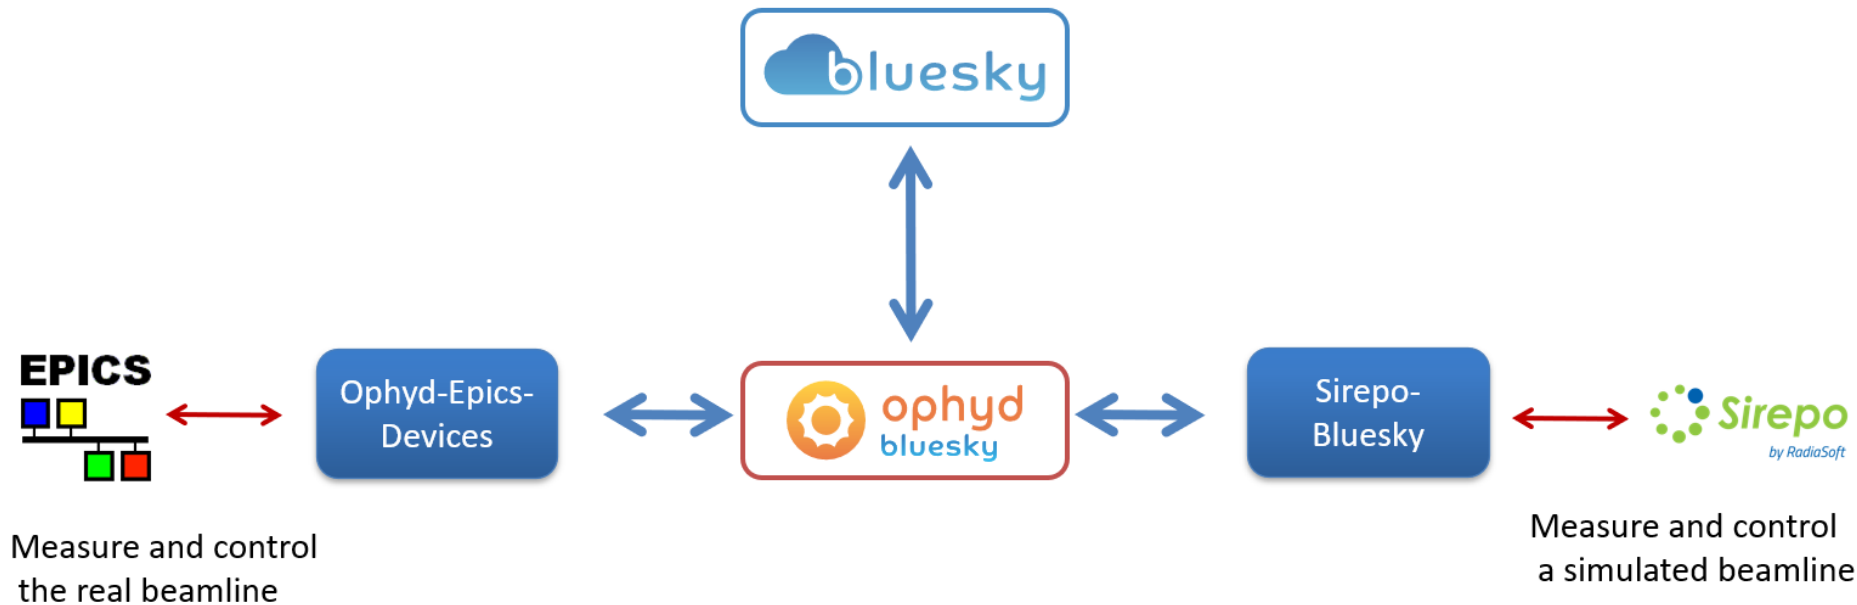 bluesky
EPICS
Ophyd-Epics-
Devices
ophyd
bluesky
Sirepo-
Bluesky
Sirepo
by RadiaSoft
Measure and control
the real beamline
Measure and control
a simulated beamline